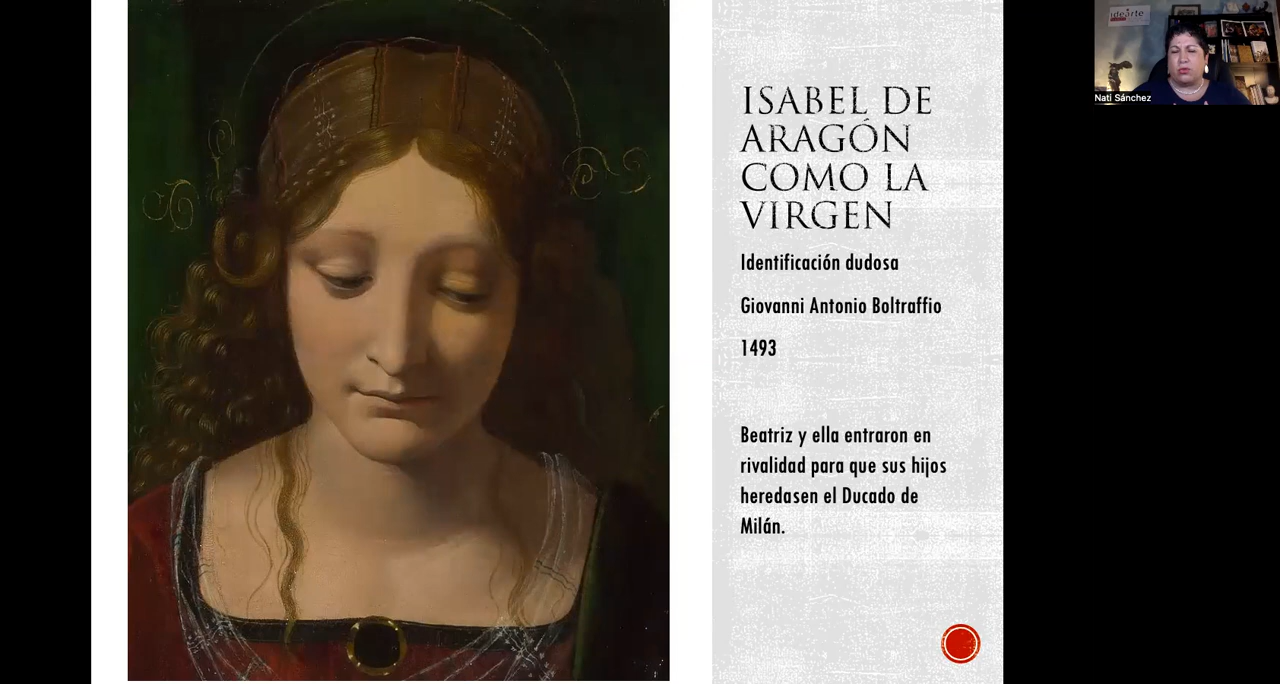 ISABEL DE
ARAGÓN
COMO LA
VIRGEN
Identificación dudosa
Giovanni Antonio Boltraffio
1493
Beatriz y ella entraron en
rivalidad para que sus hijos
heredasen el Ducado de
Milán.
idearte
Nati Sánchez